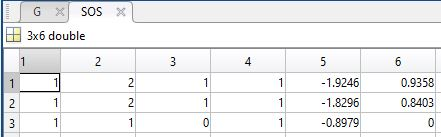 G SOS
3x6 double
1 2 3 4 5 6
1 1 2 1 1 -1.9246 0.9358
2 1 2 1 1 -1.8296 0.8403
3 1 1 0 1 -0.8979 0